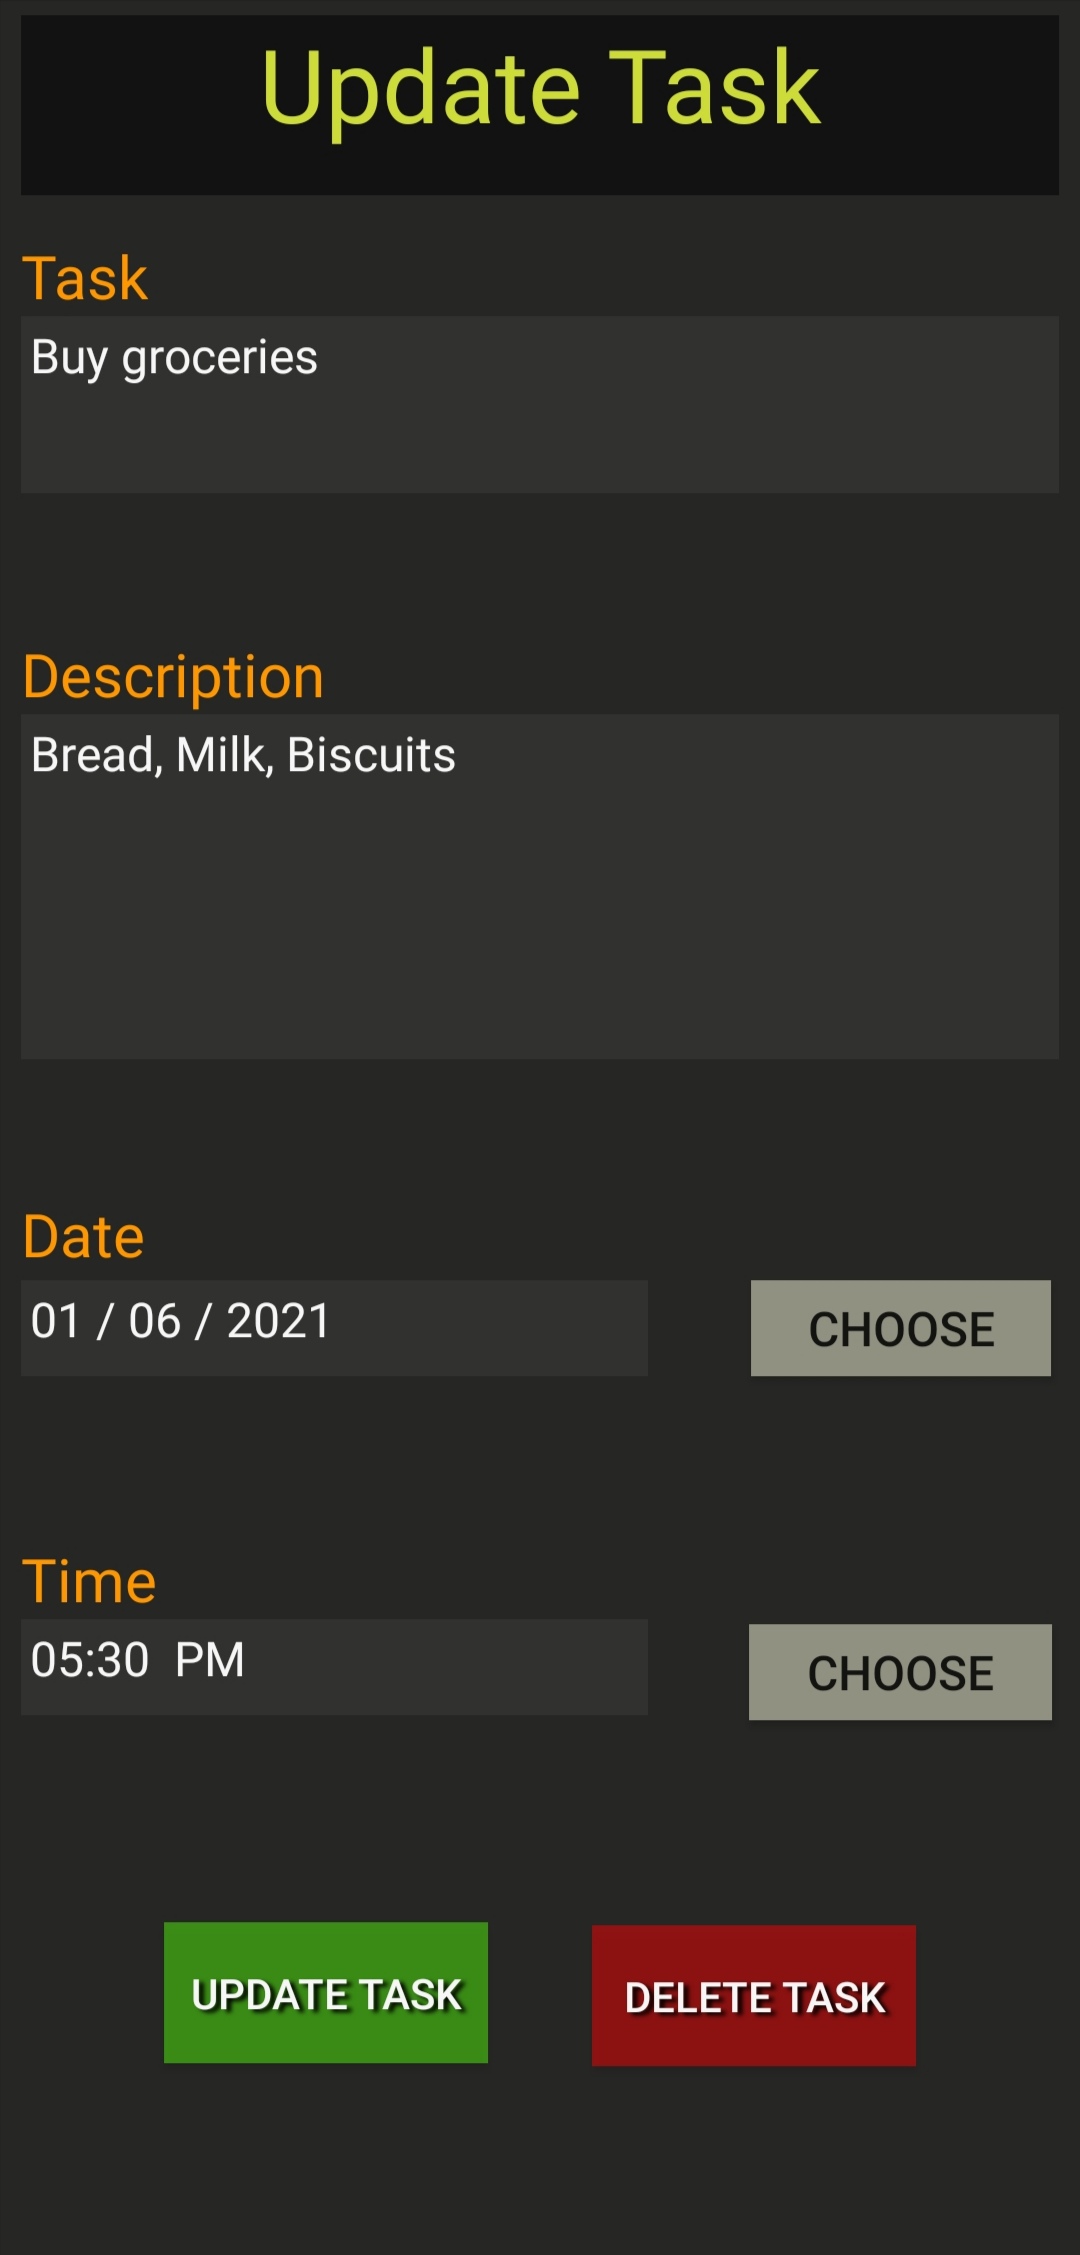 Update Task
Task
Buy groceries
Description
Bread, Milk, Biscuits
Date
01 / 06 / 2021
CHOOSE
Time
05:30  PM
CHOOSE
UPDATE TASK
DELETE TASK